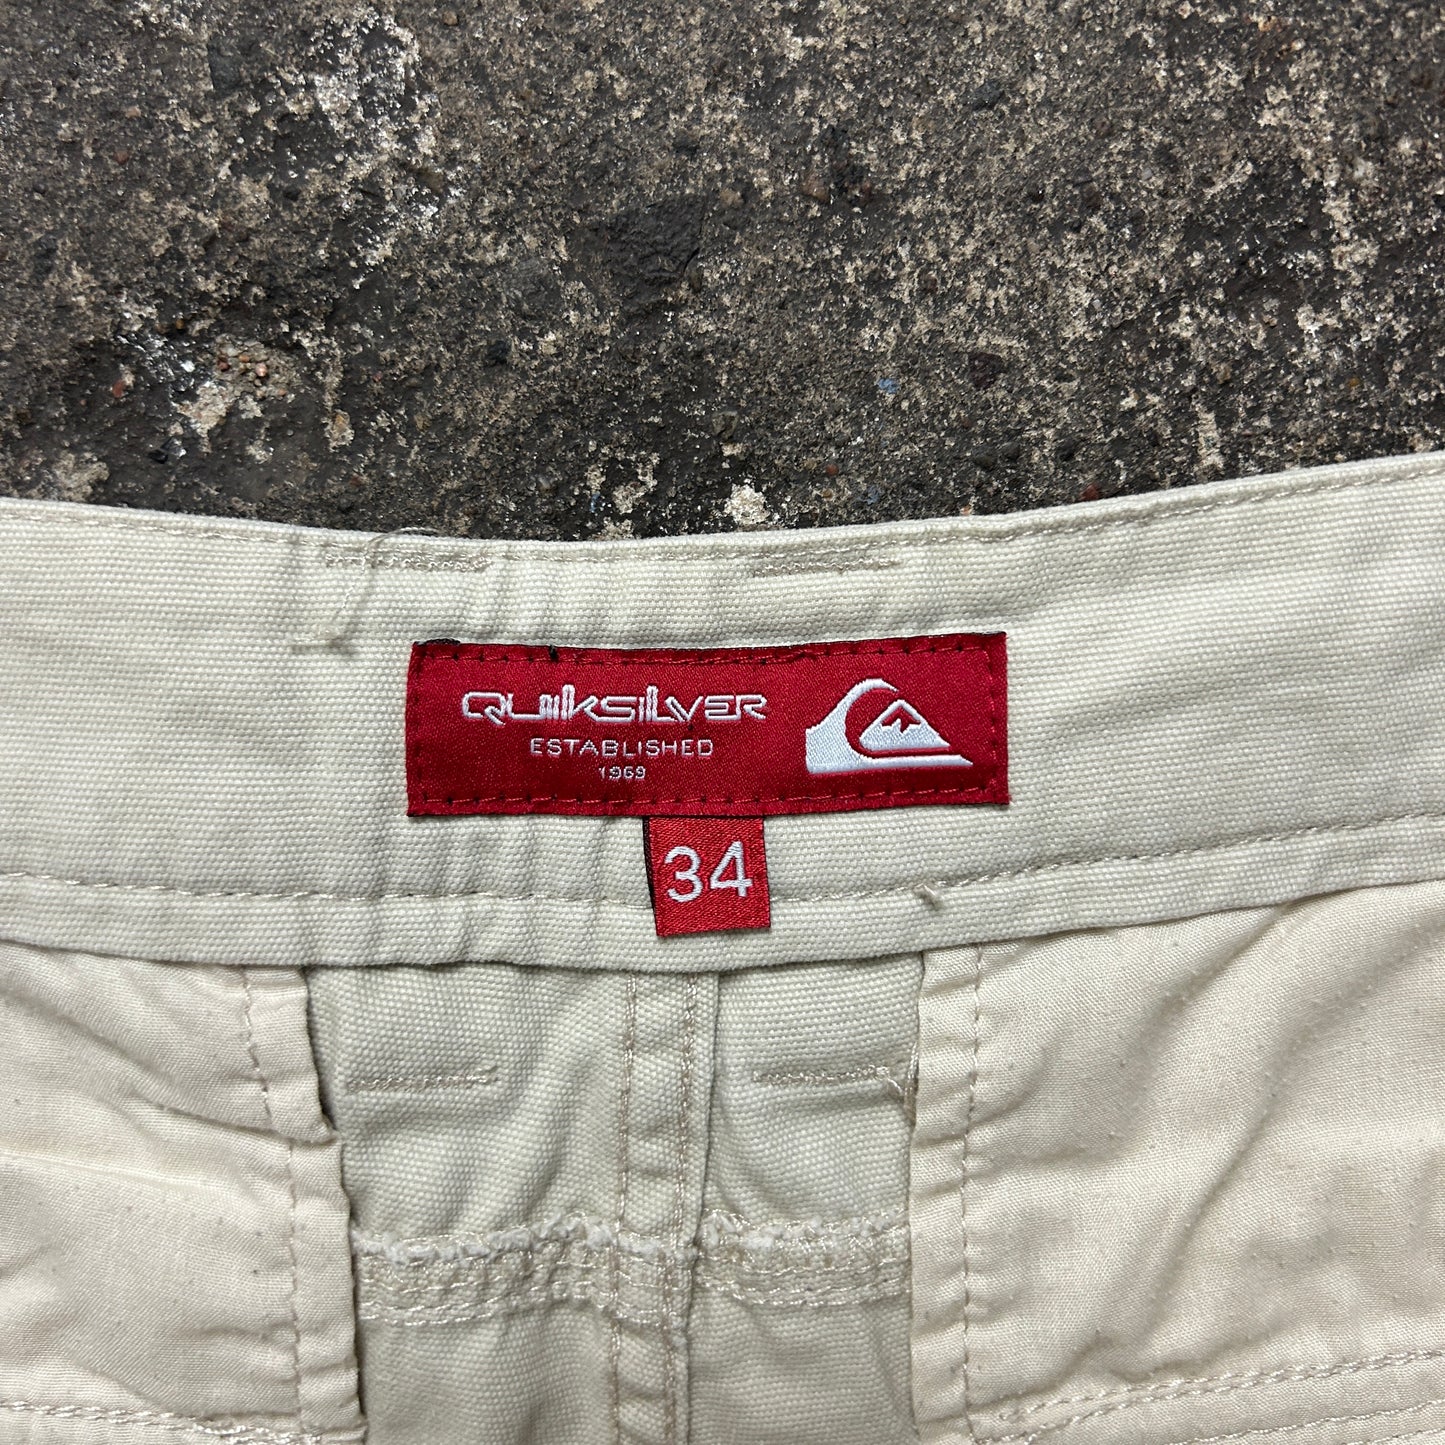 QUIKSILVER
ESTABLISHED
1969
34